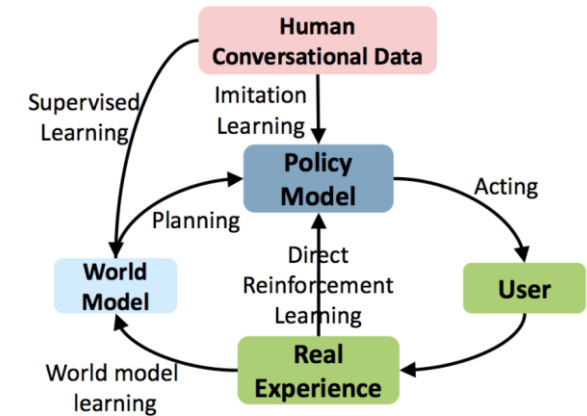 Human
Conversational Data
Supervised
Learning
Imitation
Learning
Policy
Model
Acting
Planning
World
Model
Direct
Reinforcement
Learning
User
Real
Experience
World model
learning